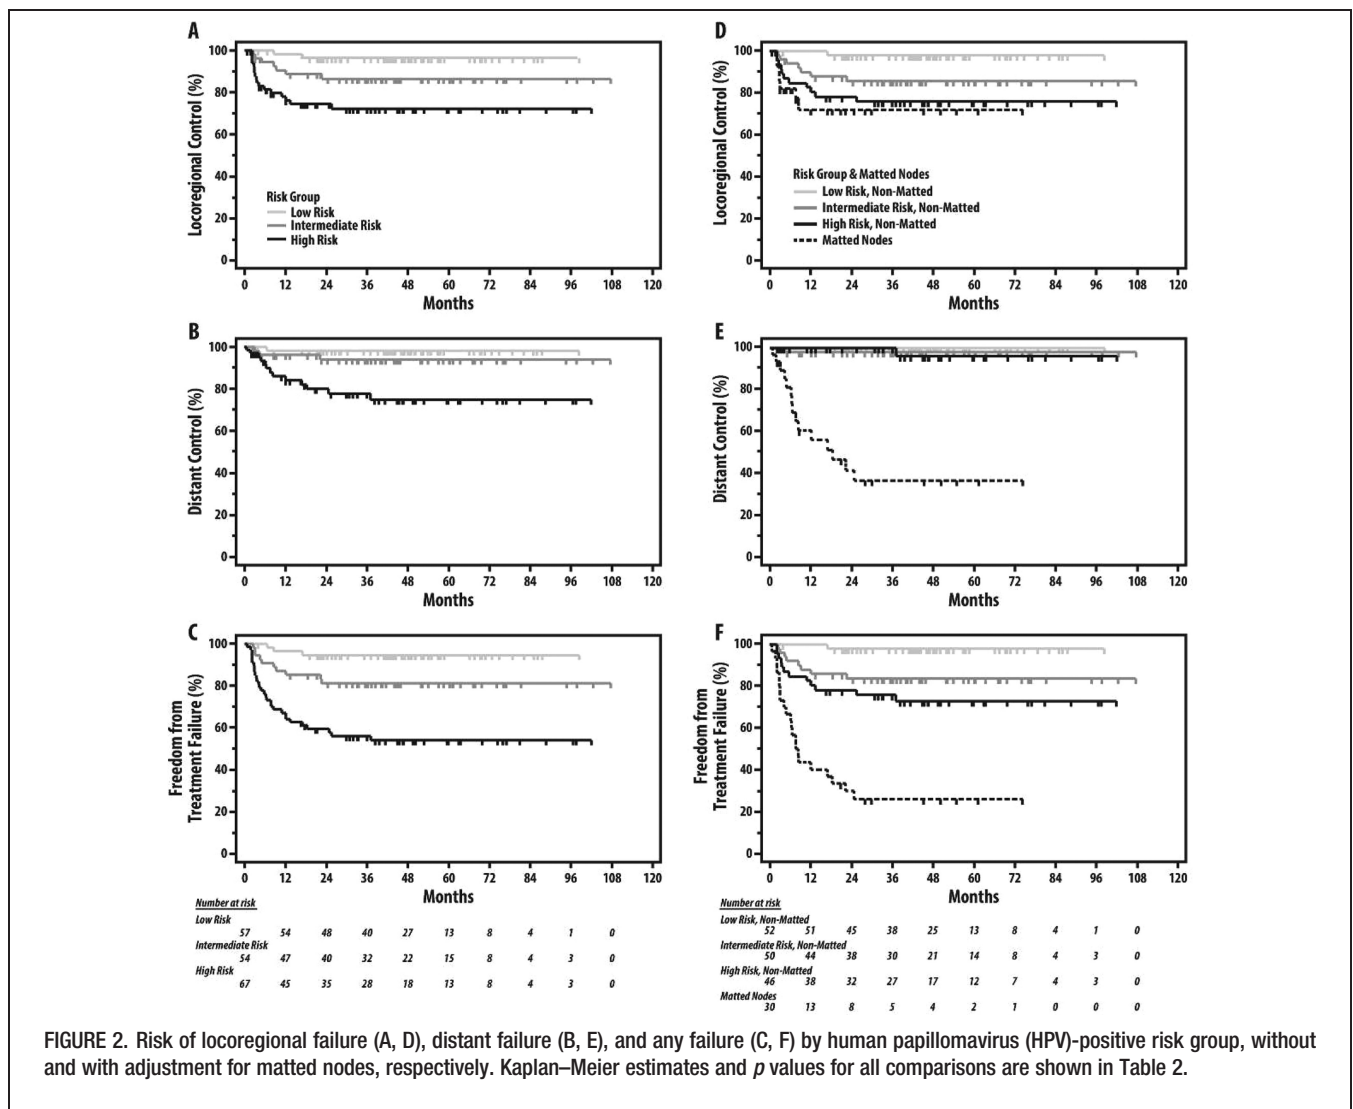 A
100
80
60
40
20
0
Locoregional Control (%)
Risk Group
Low Risk
Intermediate Risk
High Risk
0 12 24 36 48 60 72 84 96 108 120
Months
B
100
80
60
40
20
0
Distant Control (%)
0 12 24 36 48 60 72 84 96 108 120
Months
C
100
80
60
40
20
0
Freedom from
Treatment Failure (%)
0 12 24 36 48 60 72 84 96 108 120
Months
Number at risk
Low Risk
57 54 48 40 27 13 8 4 1 0
Intermediate Risk
54 47 40 32 22 15 8 4 3 0
High Risk
67 45 35 28 18 13 8 4 3 0
D
100
80
60
40
20
0
Locoregional Control (%)
Risk Group & Matted Nodes
Low Risk, Non-Matted
Intermediate Risk, Non-Matted
High Risk, Non-Matted
Matted Nodes
0 12 24 36 48 60 72 84 96 108 120
Months
E
100
80
60
40
20
0
Distant Control (%)
0 12 24 36 48 60 72 84 96 108 120
Months
F
100
80
60
40
20
0
Freedom from
Treatment Failure (%)
0 12 24 36 48 60 72 84 96 108 120
Months
Number at risk
Low Risk, Non-Matted
52 51 45 38 25 13 8 4 1 0
Intermediate Risk, Non-Matted
50 44 38 30 21 14 8 4 3 0
High Risk, Non-Matted
46 38 32 27 17 12 7 4 3 0
Matted Nodes
30 13 8 5 4 2 1 0 0 0
FIGURE 2. Risk of locoregional failure (A, D), distant failure (B, E), and any failure (C, F) by human papillomavirus (HPV)-positive risk group, without
and with adjustment for matted nodes, respectively. Kaplan–Meier estimates and p values for all comparisons are shown in Table 2.